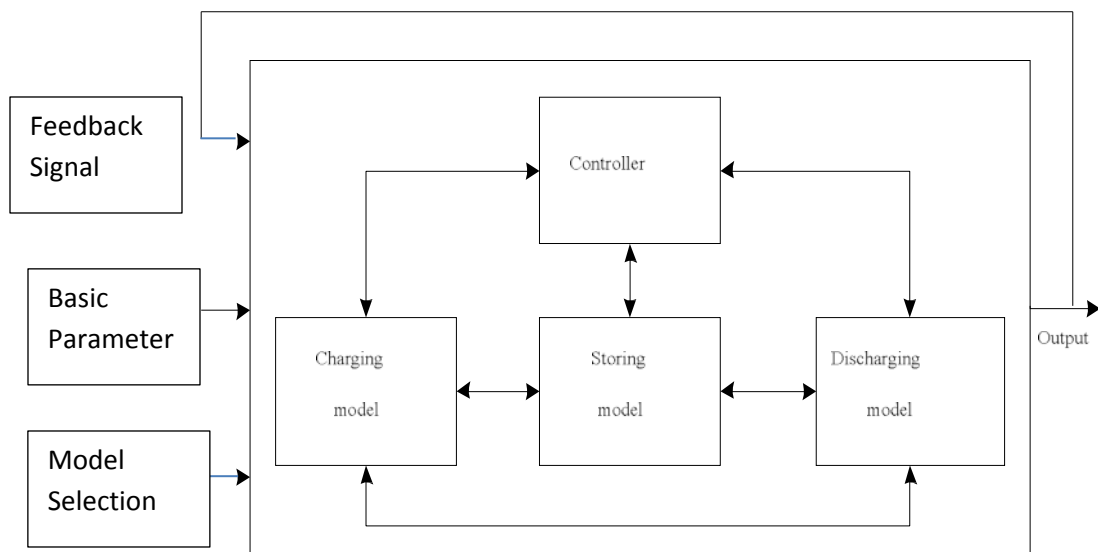 Feedback
Signal
Controller
Basic
Parameter
Output
Charging
model
Storing
model
Discharging
model
Model
Selection